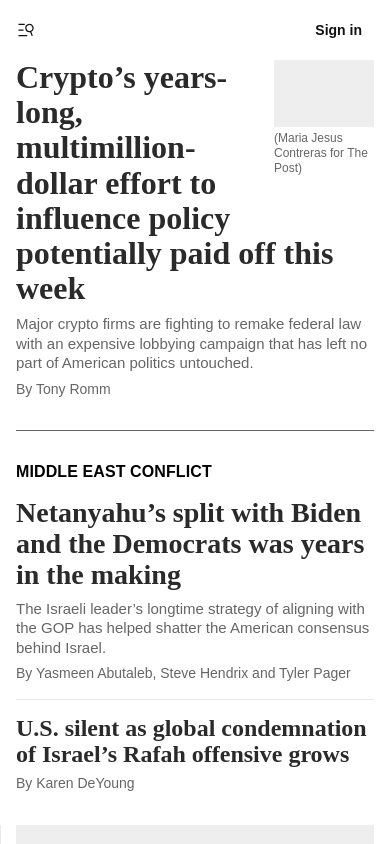 Sign in
Crypto’s years-
long,
multimillion-
dollar effort to
influence policy
potentially paid off this
week
(Maria Jesus
Contreras for The
Post)
Major crypto firms are fighting to remake federal law
with an expensive lobbying campaign that has left no
part of American politics untouched.
By Tony Romm
MIDDLE EAST CONFLICT
Netanyahu’s split with Biden
and the Democrats was years
in the making
The Israeli leader’s longtime strategy of aligning with
the GOP has helped shatter the American consensus
behind Israel.
By Yasmeen Abutaleb, Steve Hendrix and Tyler Pager
U.S. silent as global condemnation
of Israel’s Rafah offensive grows
By Karen DeYoung